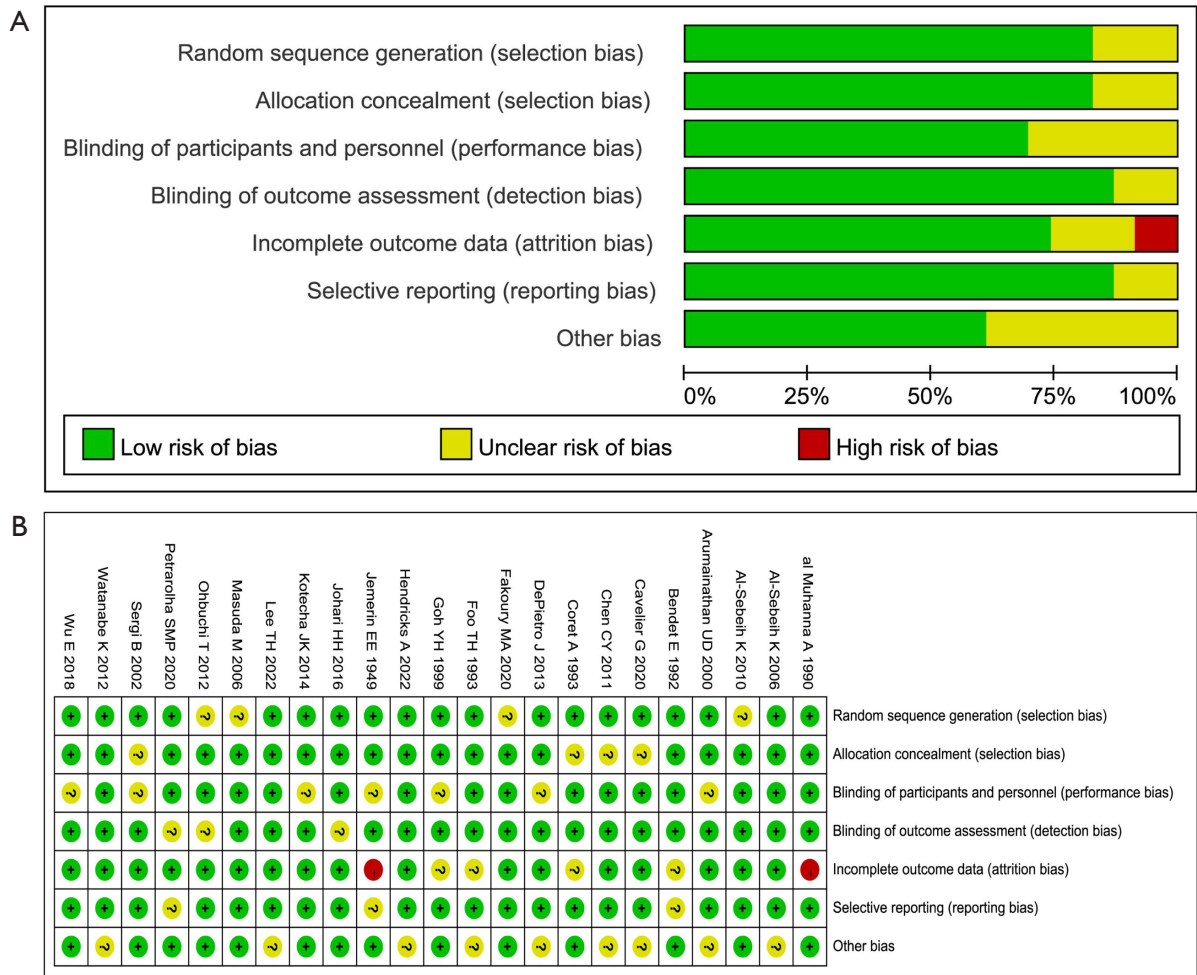 A
Random sequence generation (selection bias)
Allocation concealment (selection bias)
Blinding of participants and personnel (performance bias)
Blinding of outcome assessment (detection bias)
Incomplete outcome data (attrition bias)
Selective reporting (reporting bias)
Other bias
0% 25% 50% 75% 100%
Low risk of bias Unclear risk of bias High risk of bias
B
Wu E 2018
Watanabe K 2012
Sergi B 2002
Petrarolha SMP 2020
Ohbuchi T 2012
Masuda M 2006
Lee TH 2022
Kotecha JK 2014
Johari HH 2016
Jemerin EE 1949
Hendricks A 2022
Goh YH 1999
Foo TH 1993
Fakoury MA 2020
DePietro J 2013
Coret A 1993
Chen CY 2011
Cavelier G 2020
Bendet E 1992
Arumainathan UD 2000
Al-Sebeih K 2010
Al-Sebeih K 2006
al Muhanna A 1990
+ + + + ? ? + + + + + + + ? + + + + + + ? + + Random sequence generation (selection bias)
+ + ? + + + + + + + + + + + + ? ? ? + + + + + Allocation concealment (selection bias)
? + ? + + + + ? + ? + ? + + ? + + + + ? + + + Blinding of participants and personnel (performance bias)
+ + + ? ? + + + ? + + + + + + + + + + + + + + Blinding of outcome assessment (detection bias)
+ + + + + + + + + - + ? ? + + ? + + ? + + + - Incomplete outcome data (attrition bias)
+ + + ? + + + + + ? + + + + + + + + ? + + + + Selective reporting (reporting bias)
+ ? + + + + ? + + + ? + ? + ? + ? ? + ? + ? + Other bias